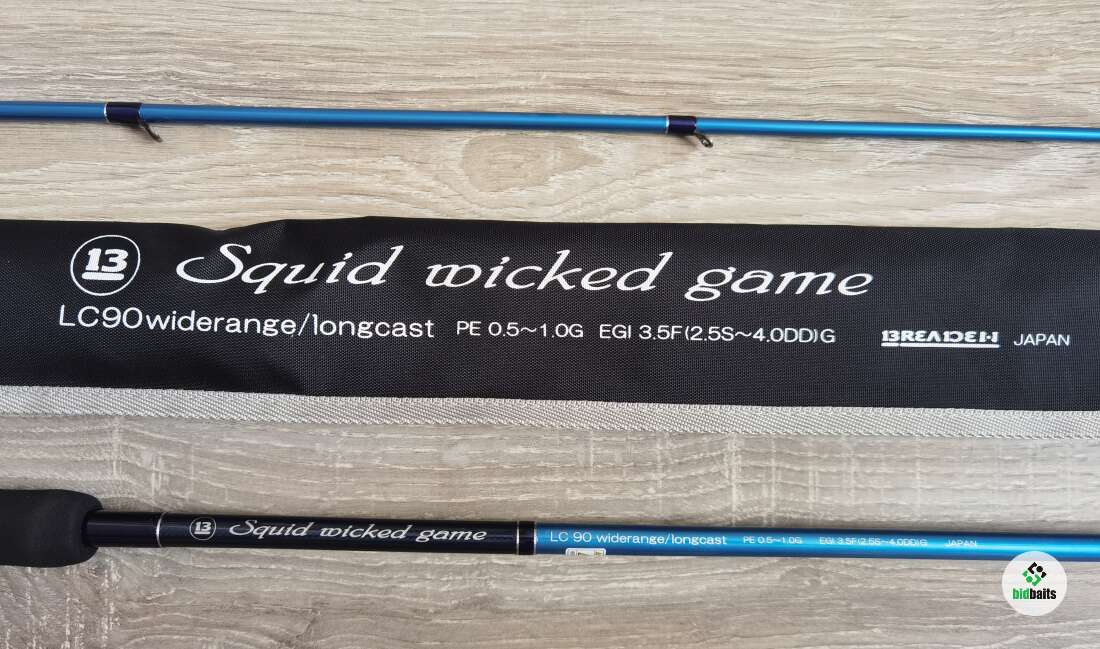 13 Squid wicked game
LC90widerange/longcast PE 0.5~1.0G EGI 3.5F(2.5S~4.0DD)G BREADEN JAPAN
13 Squid wicked game LC 90 widerange/longcast PE 0.5~1.0G EGI 3.5F(2.5S~4.0DD)G JAPAN
bidbaits